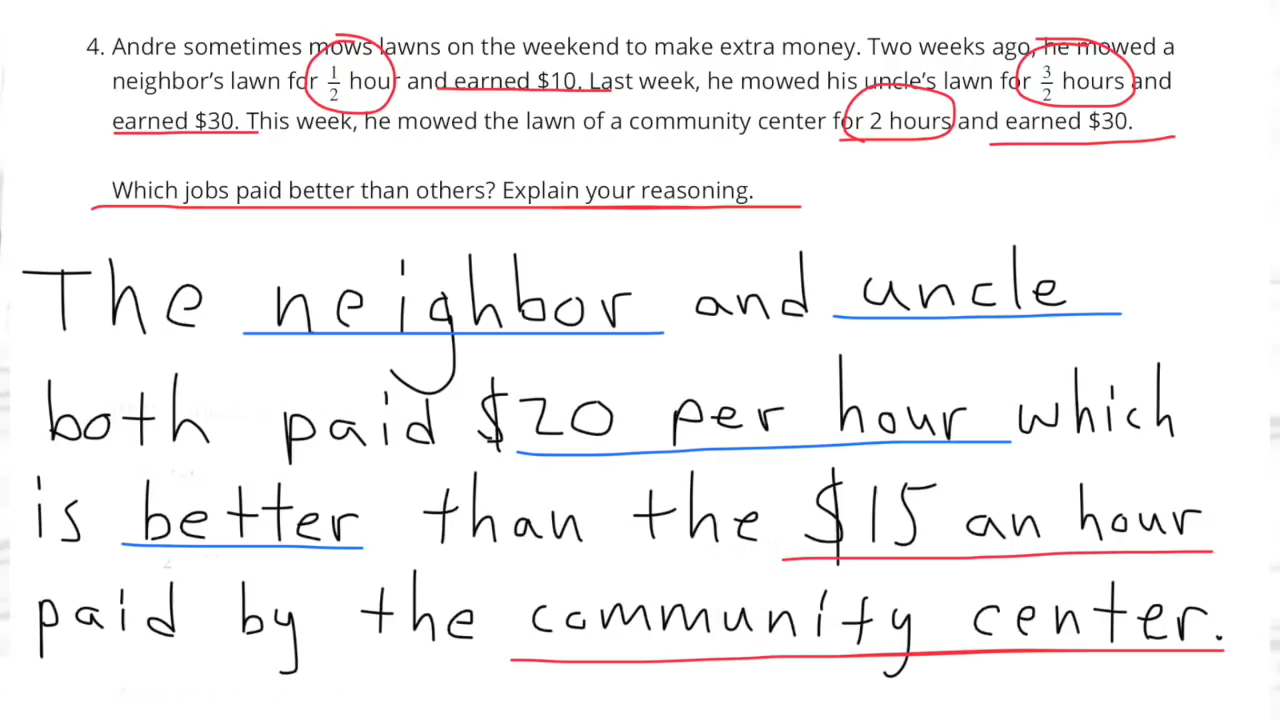 4. Andre sometimes mows lawns on the weekend to make extra money. Two weeks ago, he mowed a
neighbor's lawn for 1/2 hour and earned $10. Last week, he mowed his uncle's lawn for 3/2 hours and
earned $30. This week, he mowed the lawn of a community center for 2 hours and earned $30.
Which jobs paid better than others? Explain your reasoning.
The neighbor and uncle
both paid $20 per hour which
is better than the $15 an hour
paid by the community center.